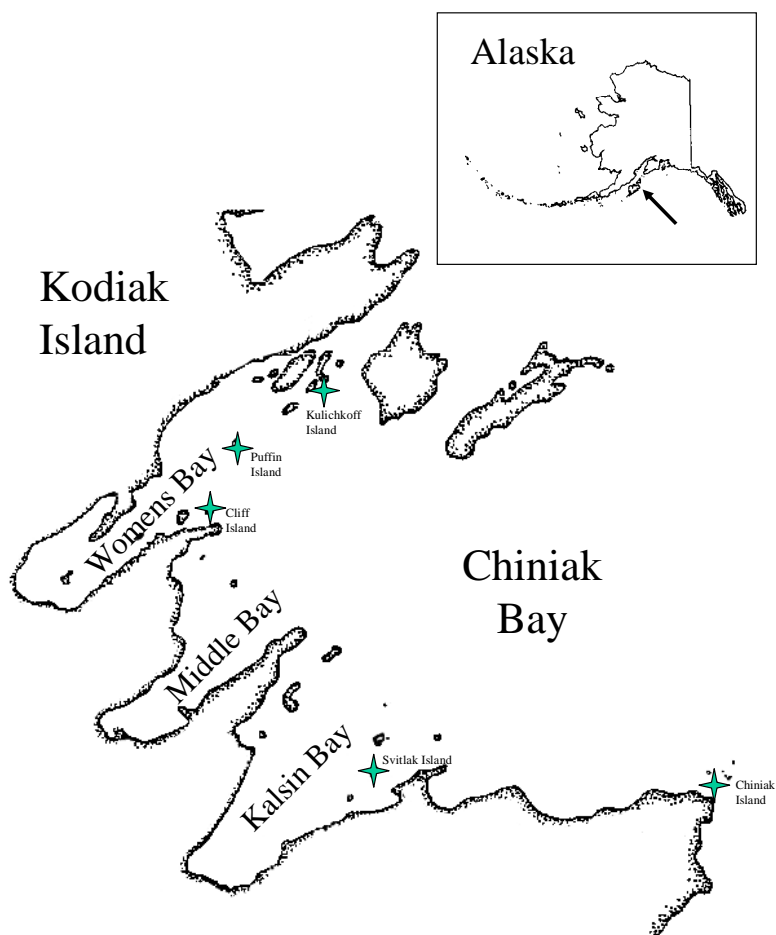 Alaska
Kodiak
Island
Kulichkoff
Island
Puffin
Island
Womens Bay
Cliff
Island
Chiniak
Bay
Middle Bay
Svitlak Island
Kalsin Bay
Chiniak
Island